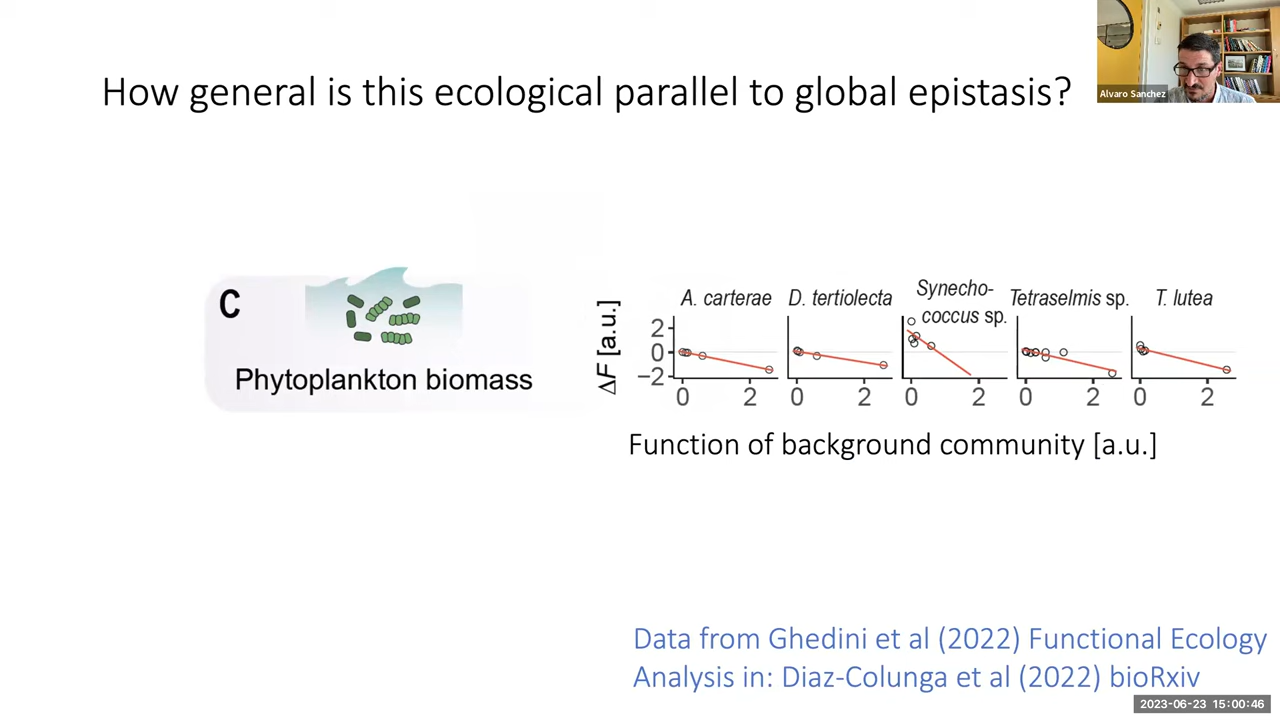 How general is this ecological parallel to global epistasis?
Alvaro Sanchez
C
Phytoplankton biomass
ΔF [a.u.]
A. carterae
D. tertiolecta
Synecho-
coccus sp.
Tetraselmis sp.
T. lutea
2
0
−2
0 2
0 2
0 2
0 2
0 2
Function of background community [a.u.]
Data from Ghedini et al (2022) Functional Ecology
Analysis in: Diaz-Colunga et al (2022) bioRxiv
2023-06-23 15:00:46